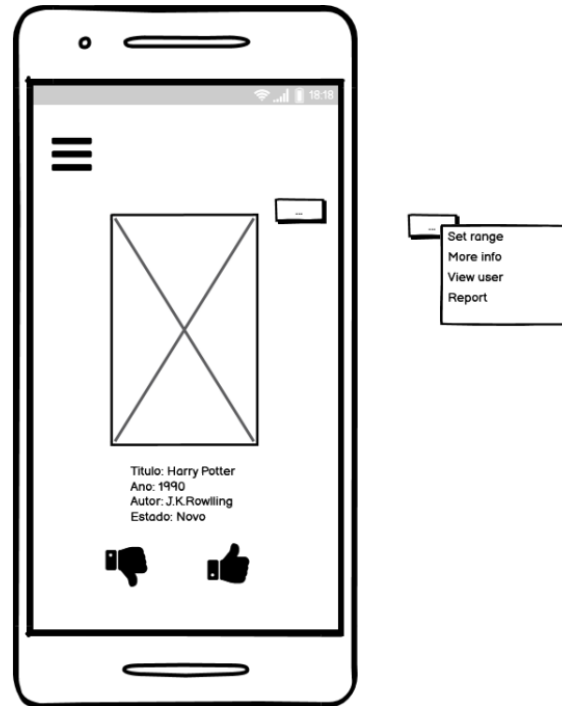 18:18
...
Titulo: Harry Potter
Ano: 1990
Autor: J.K.Rowlling
Estado: Novo
...
Set range
More info
View user
Report